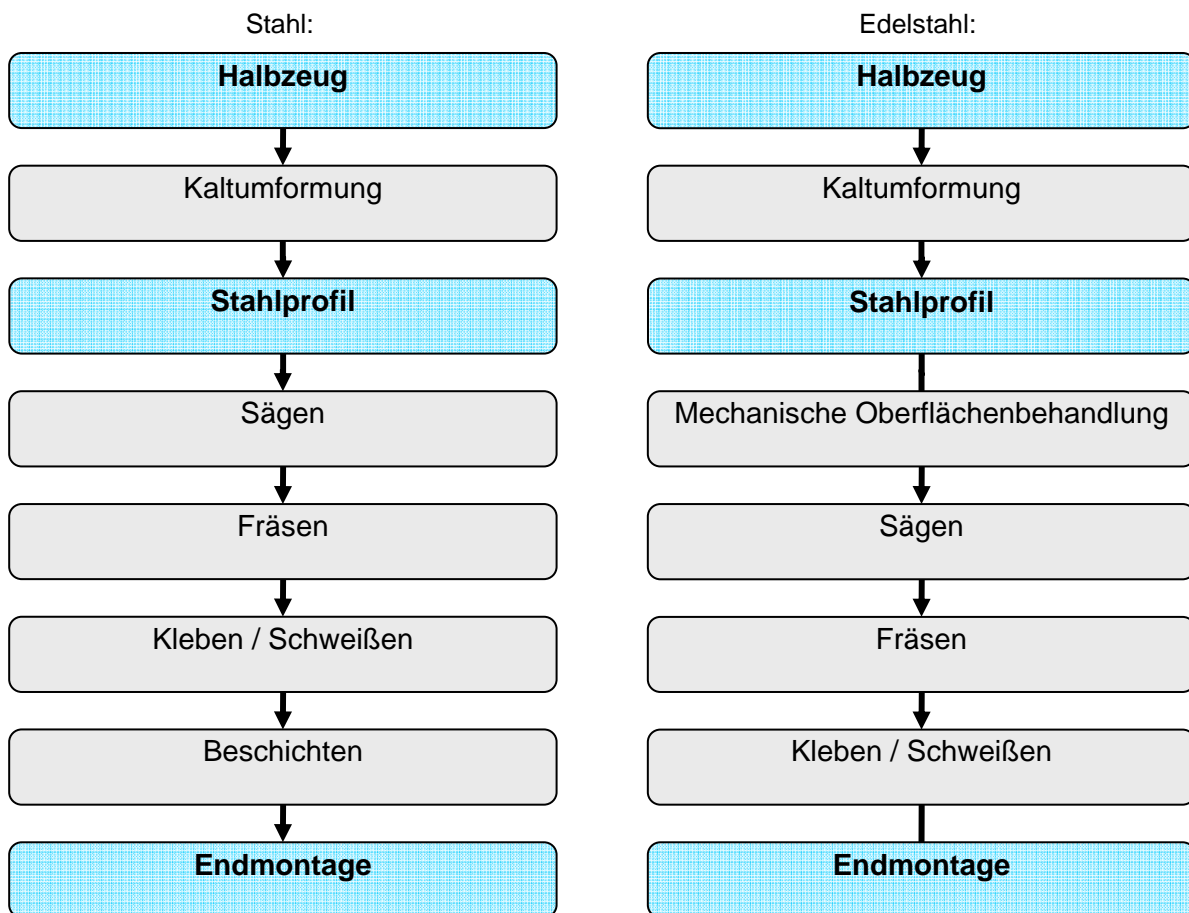 Stahl:
Halbzeug
Kaltumformung
Stahlprofil
Sägen
Fräsen
Kleben / Schweißen
Beschichten
Endmontage
Edelstahl:
Halbzeug
Kaltumformung
Stahlprofil
Mechanische Oberflächenbehandlung
Sägen
Fräsen
Kleben / Schweißen
Endmontage